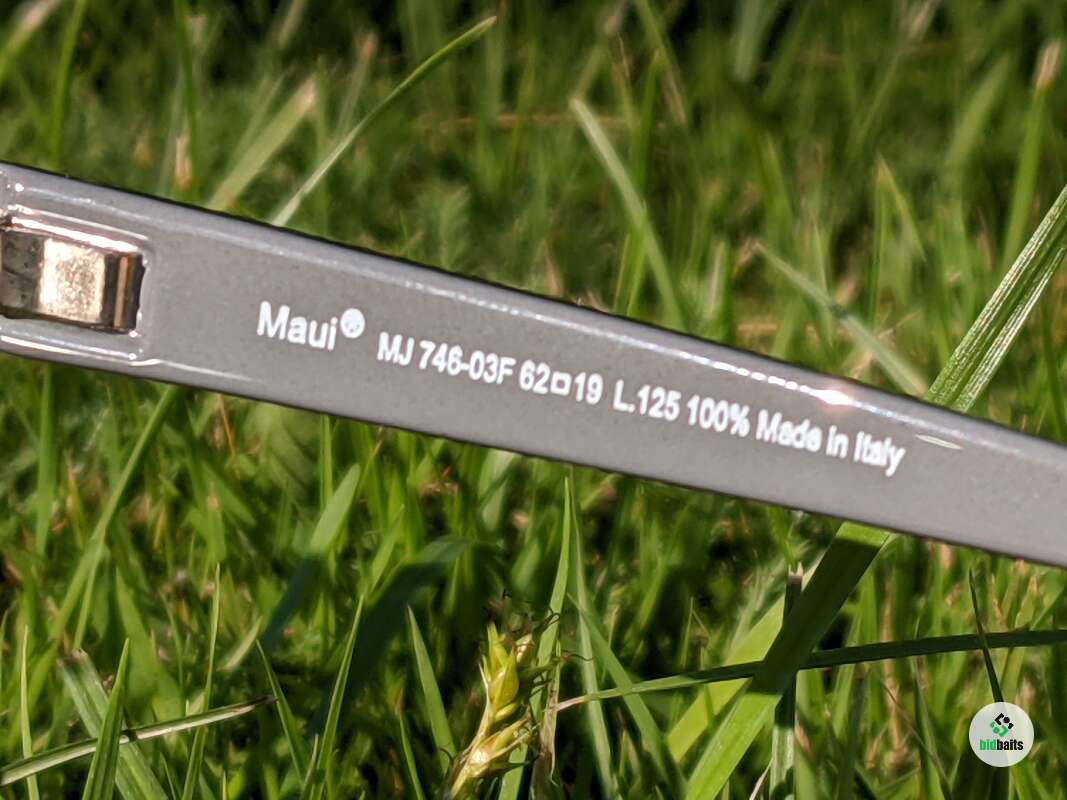 Maui® MJ 746-03F 62□19 L.125 100% Made in Italy
bidbaits